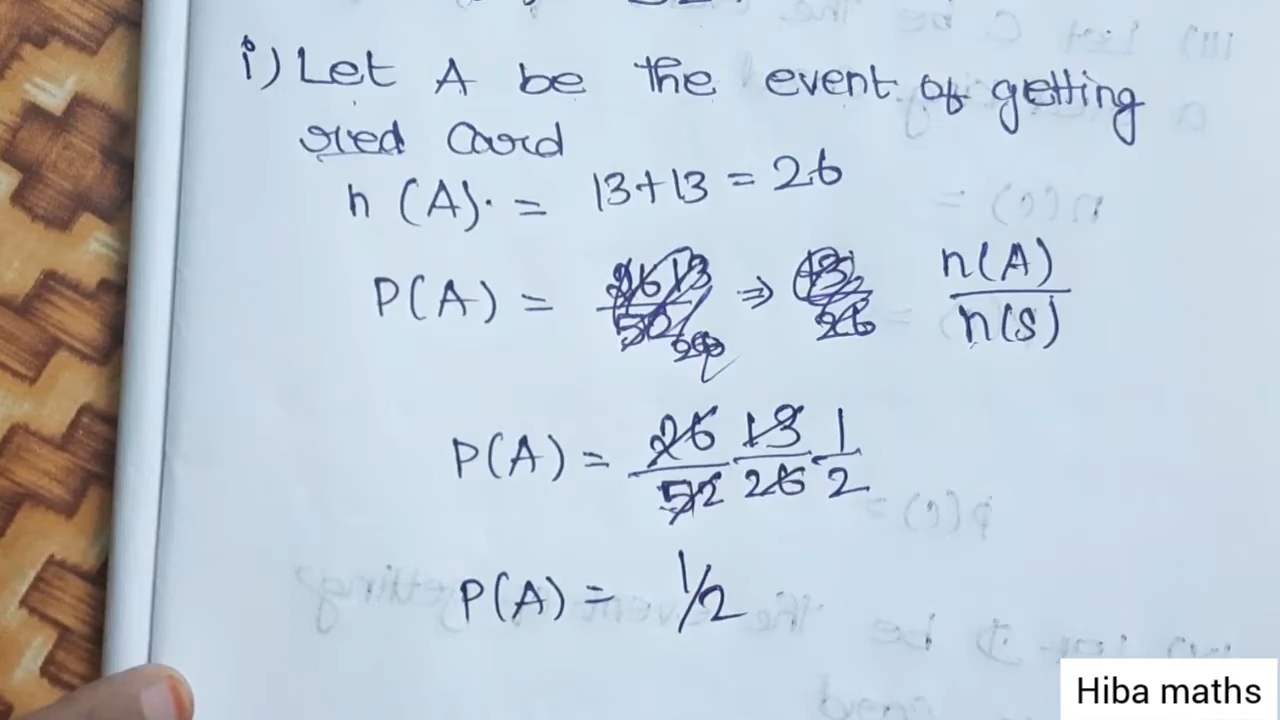 i) Let A be the event of getting
red Card
n (A) = 13+13 = 26
P(A) = n(A)/n(S)
P(A) = 26/52 13/26 1/2
P(A) = 1/2
Hiba maths